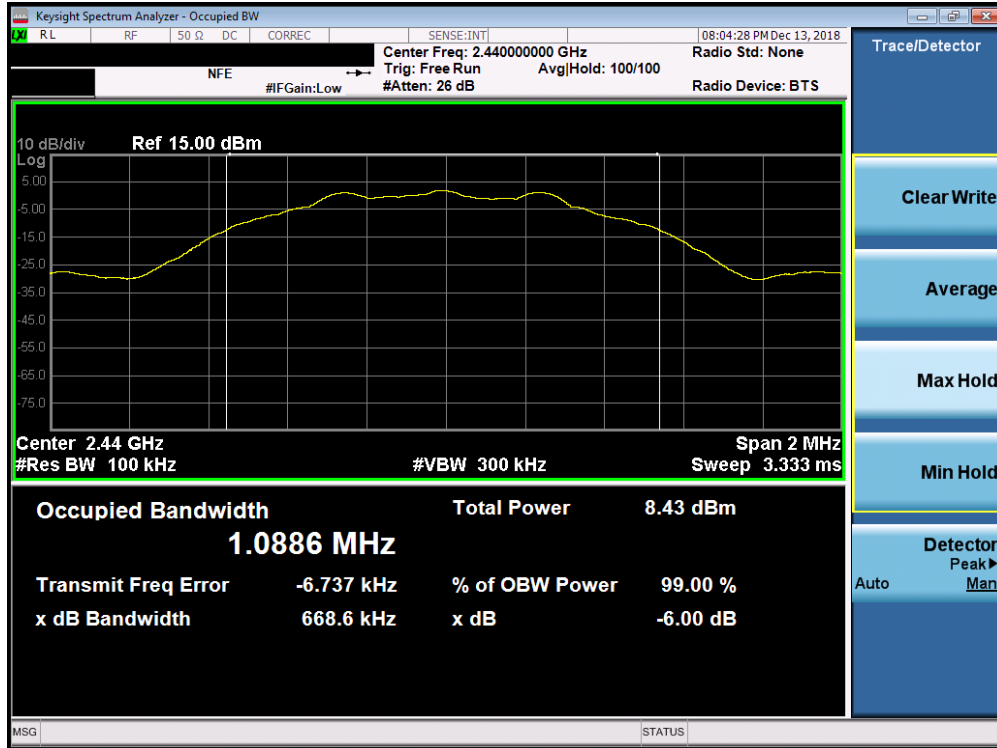 Keysight Spectrum Analyzer - Occupied BW
LXI RL RF 50 Ω DC CORREC SENSE:INT 08:04:28 PM Dec 13, 2018
Center Freq: 2.440000000 GHz Radio Std: None
NFE Trig: Free Run Avg|Hold: 100/100
#IFGain:Low #Atten: 26 dB Radio Device: BTS
Trace/Detector
10 dB/div Ref 15.00 dBm
Log
5.00
-5.00
-15.0
-25.0
-35.0
-45.0
-55.0
-65.0
-75.0
Center 2.44 GHz Span 2 MHz
#Res BW 100 kHz #VBW 300 kHz Sweep 3.333 ms
Occupied Bandwidth Total Power 8.43 dBm
1.0886 MHz
Transmit Freq Error -6.737 kHz % of OBW Power 99.00 %
x dB Bandwidth 668.6 kHz x dB -6.00 dB
Clear Write
Average
Max Hold
Min Hold
Detector
Peak▶
Auto Man
MSG STATUS